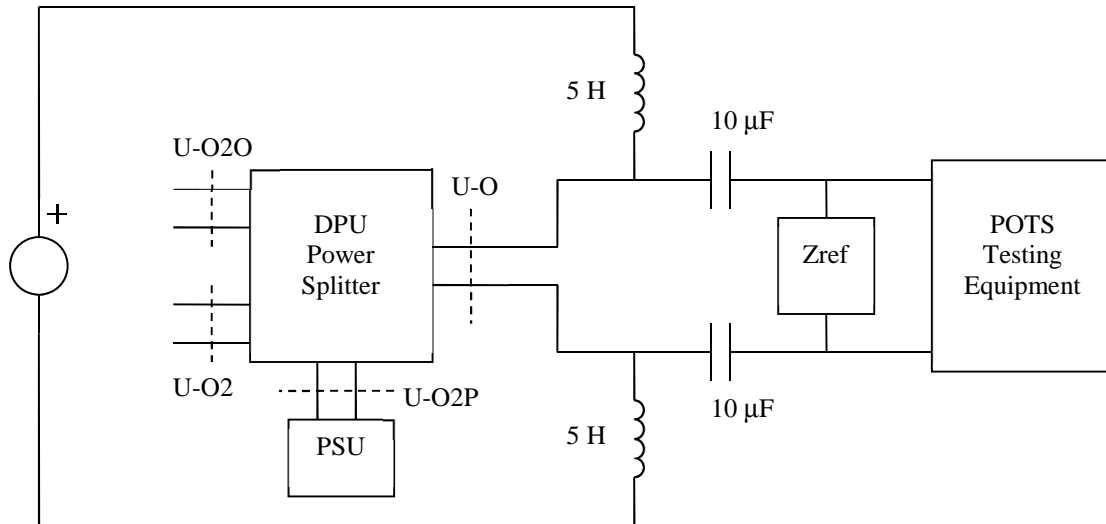 5 H
10 μF
U-O2O
U-O
+
DPU
Power
Splitter
Zref
POTS
Testing
Equipment
U-O2
U-O2P
10 μF
PSU
5 H